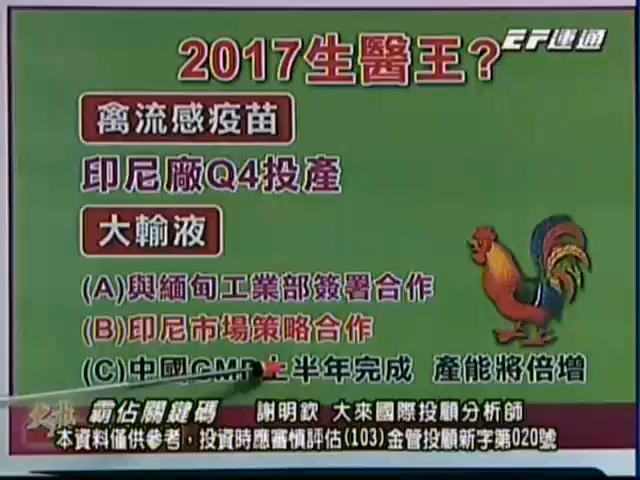 2017生醫王?
EF運通
禽流感疫苗
印尼廠Q4投產
大輸液
(A)與緬甸工業部簽署合作
(B)印尼市場策略合作
(C)中國GMP上半年完成 產能將倍增
霸佔關鍵碼 謝明欽 大來國際投顧分析師
本資料僅供參考，投資時應審慎評估(103)金管投顧新字第020號